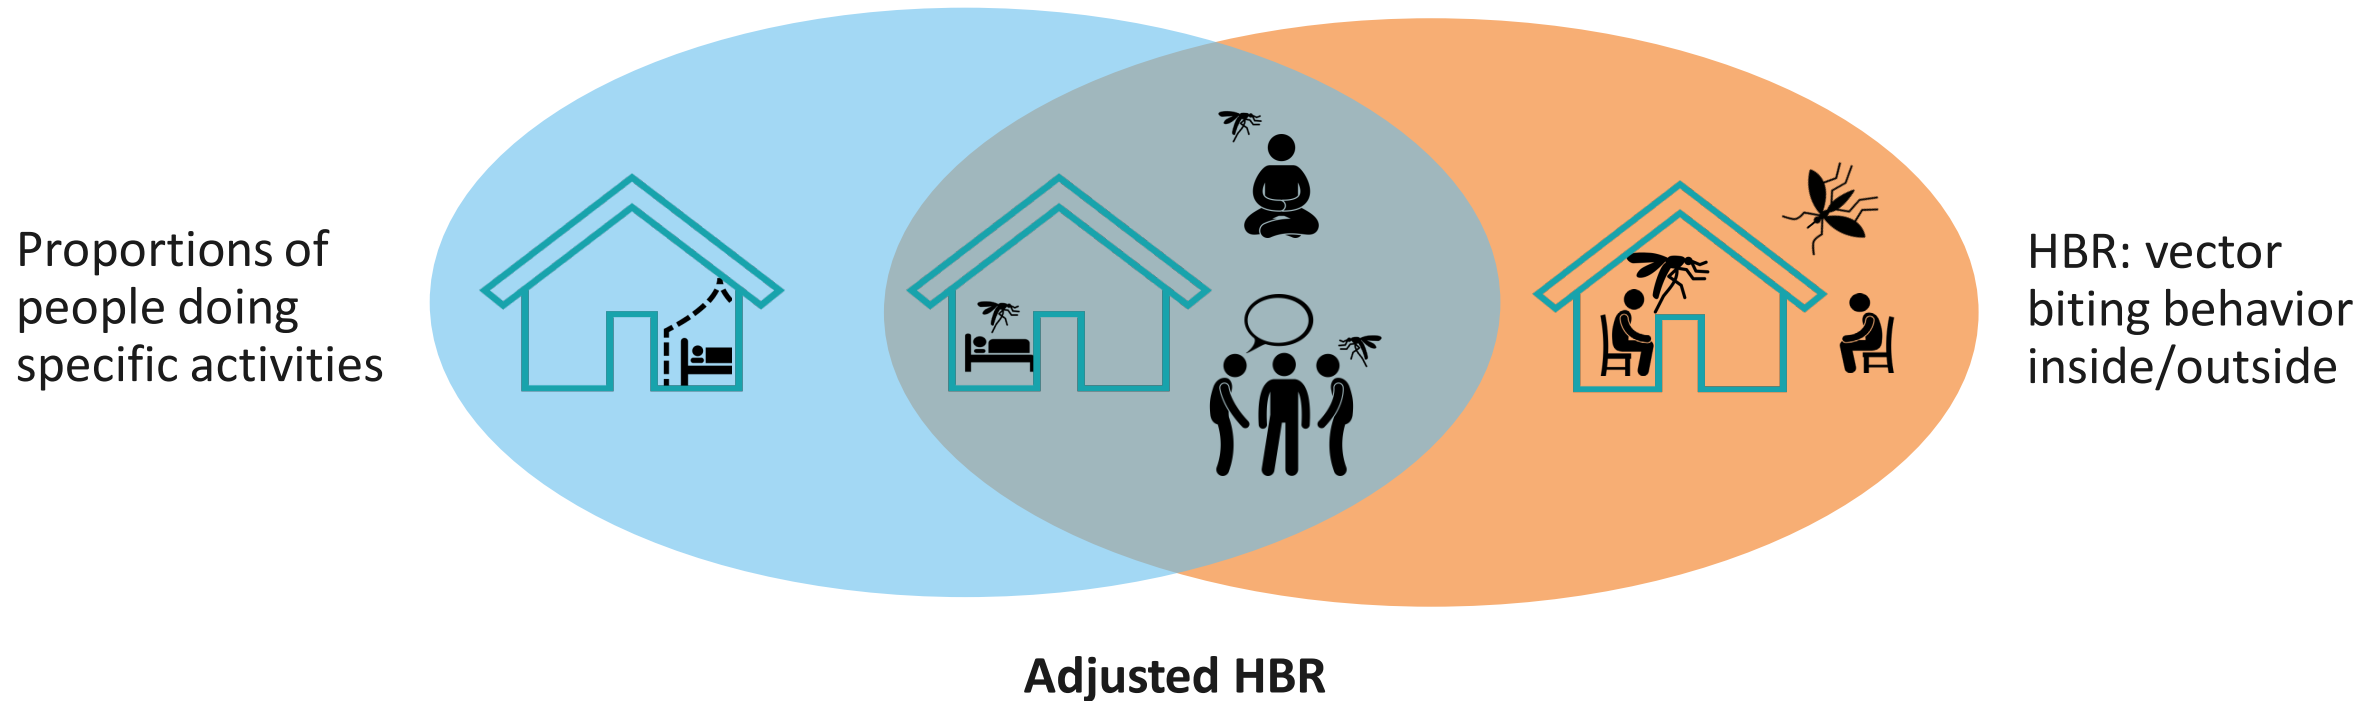 Proportions of
people doing
specific activities
HBR: vector
biting behavior
inside/outside
Adjusted HBR